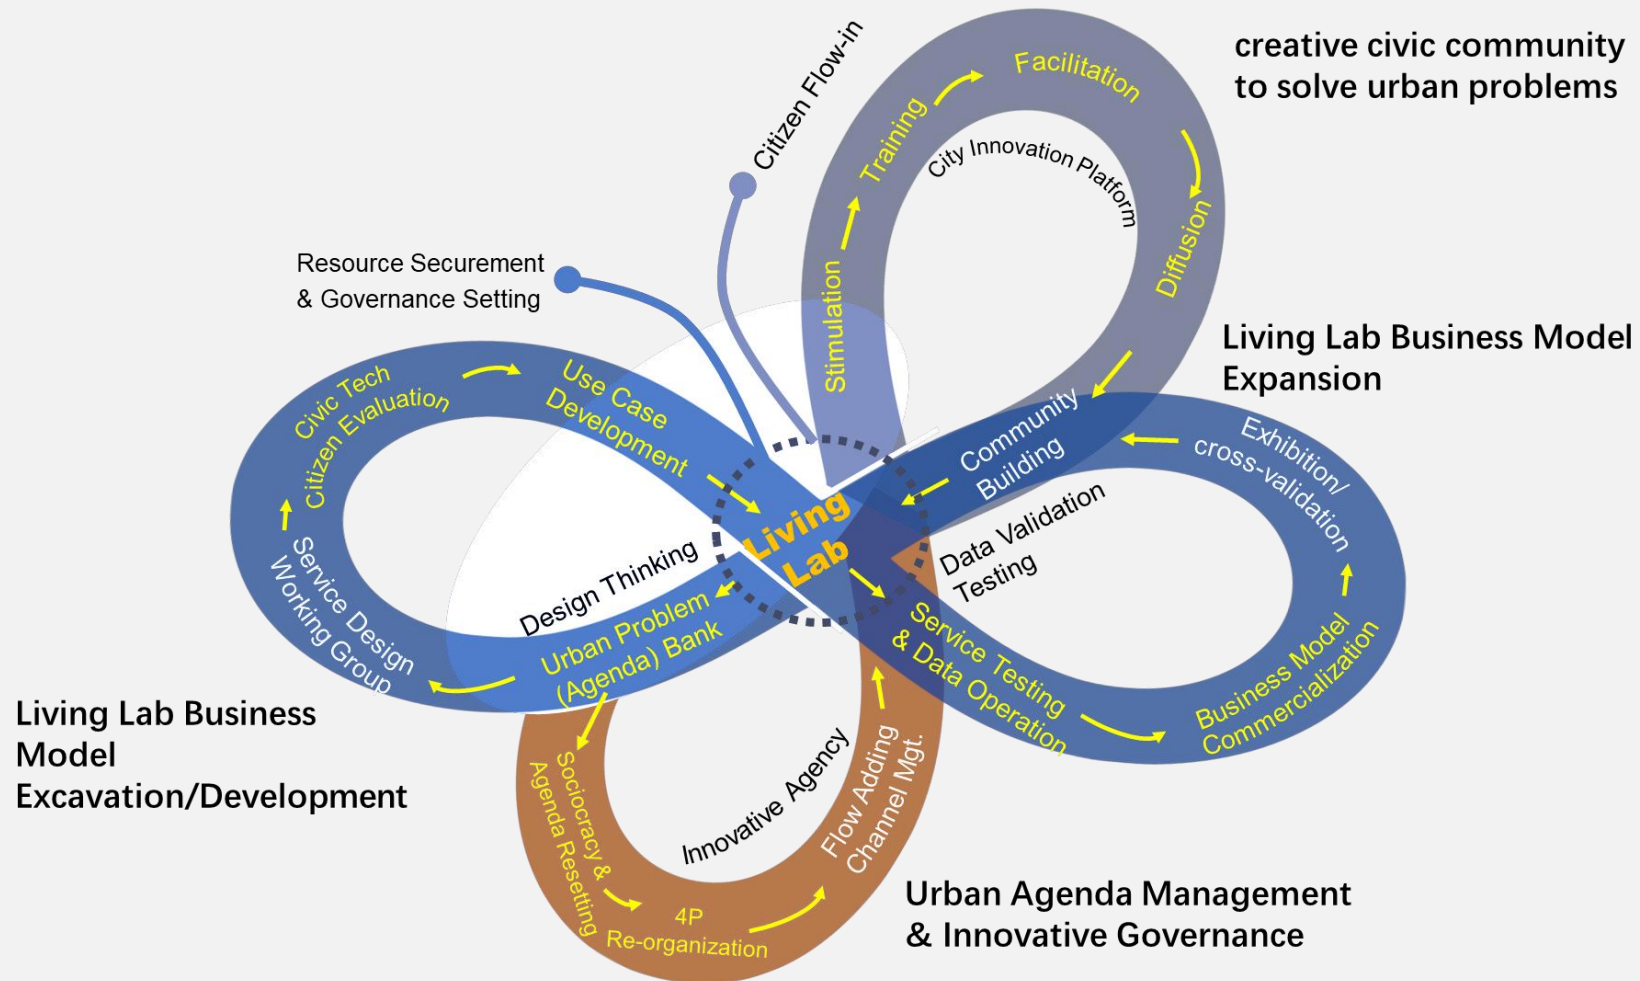 creative civic community
to solve urban problems
Citizen Flow-in
Facilitation
Training
City Innovation Platform
Diffusion
Stimulation
Resource Securement
& Governance Setting
Living Lab Business Model
Expansion
Civic Tech
Citizen Evaluation
Use Case
Development
Community
Building
Exhibition/
cross-validation
Living
Lab
Data Validation
Testing
Design Thinking
Service Design
Working Group
Urban Problem
(Agenda) Bank
Service Testing
& Data Operation
Business Model
Commercialization
Living Lab Business
Model
Excavation/Development
Sociocracy &
Agenda Resetting
Innovative Agency
Flow Adding
Channel Mgt.
4P
Re-organization
Urban Agenda Management
& Innovative Governance